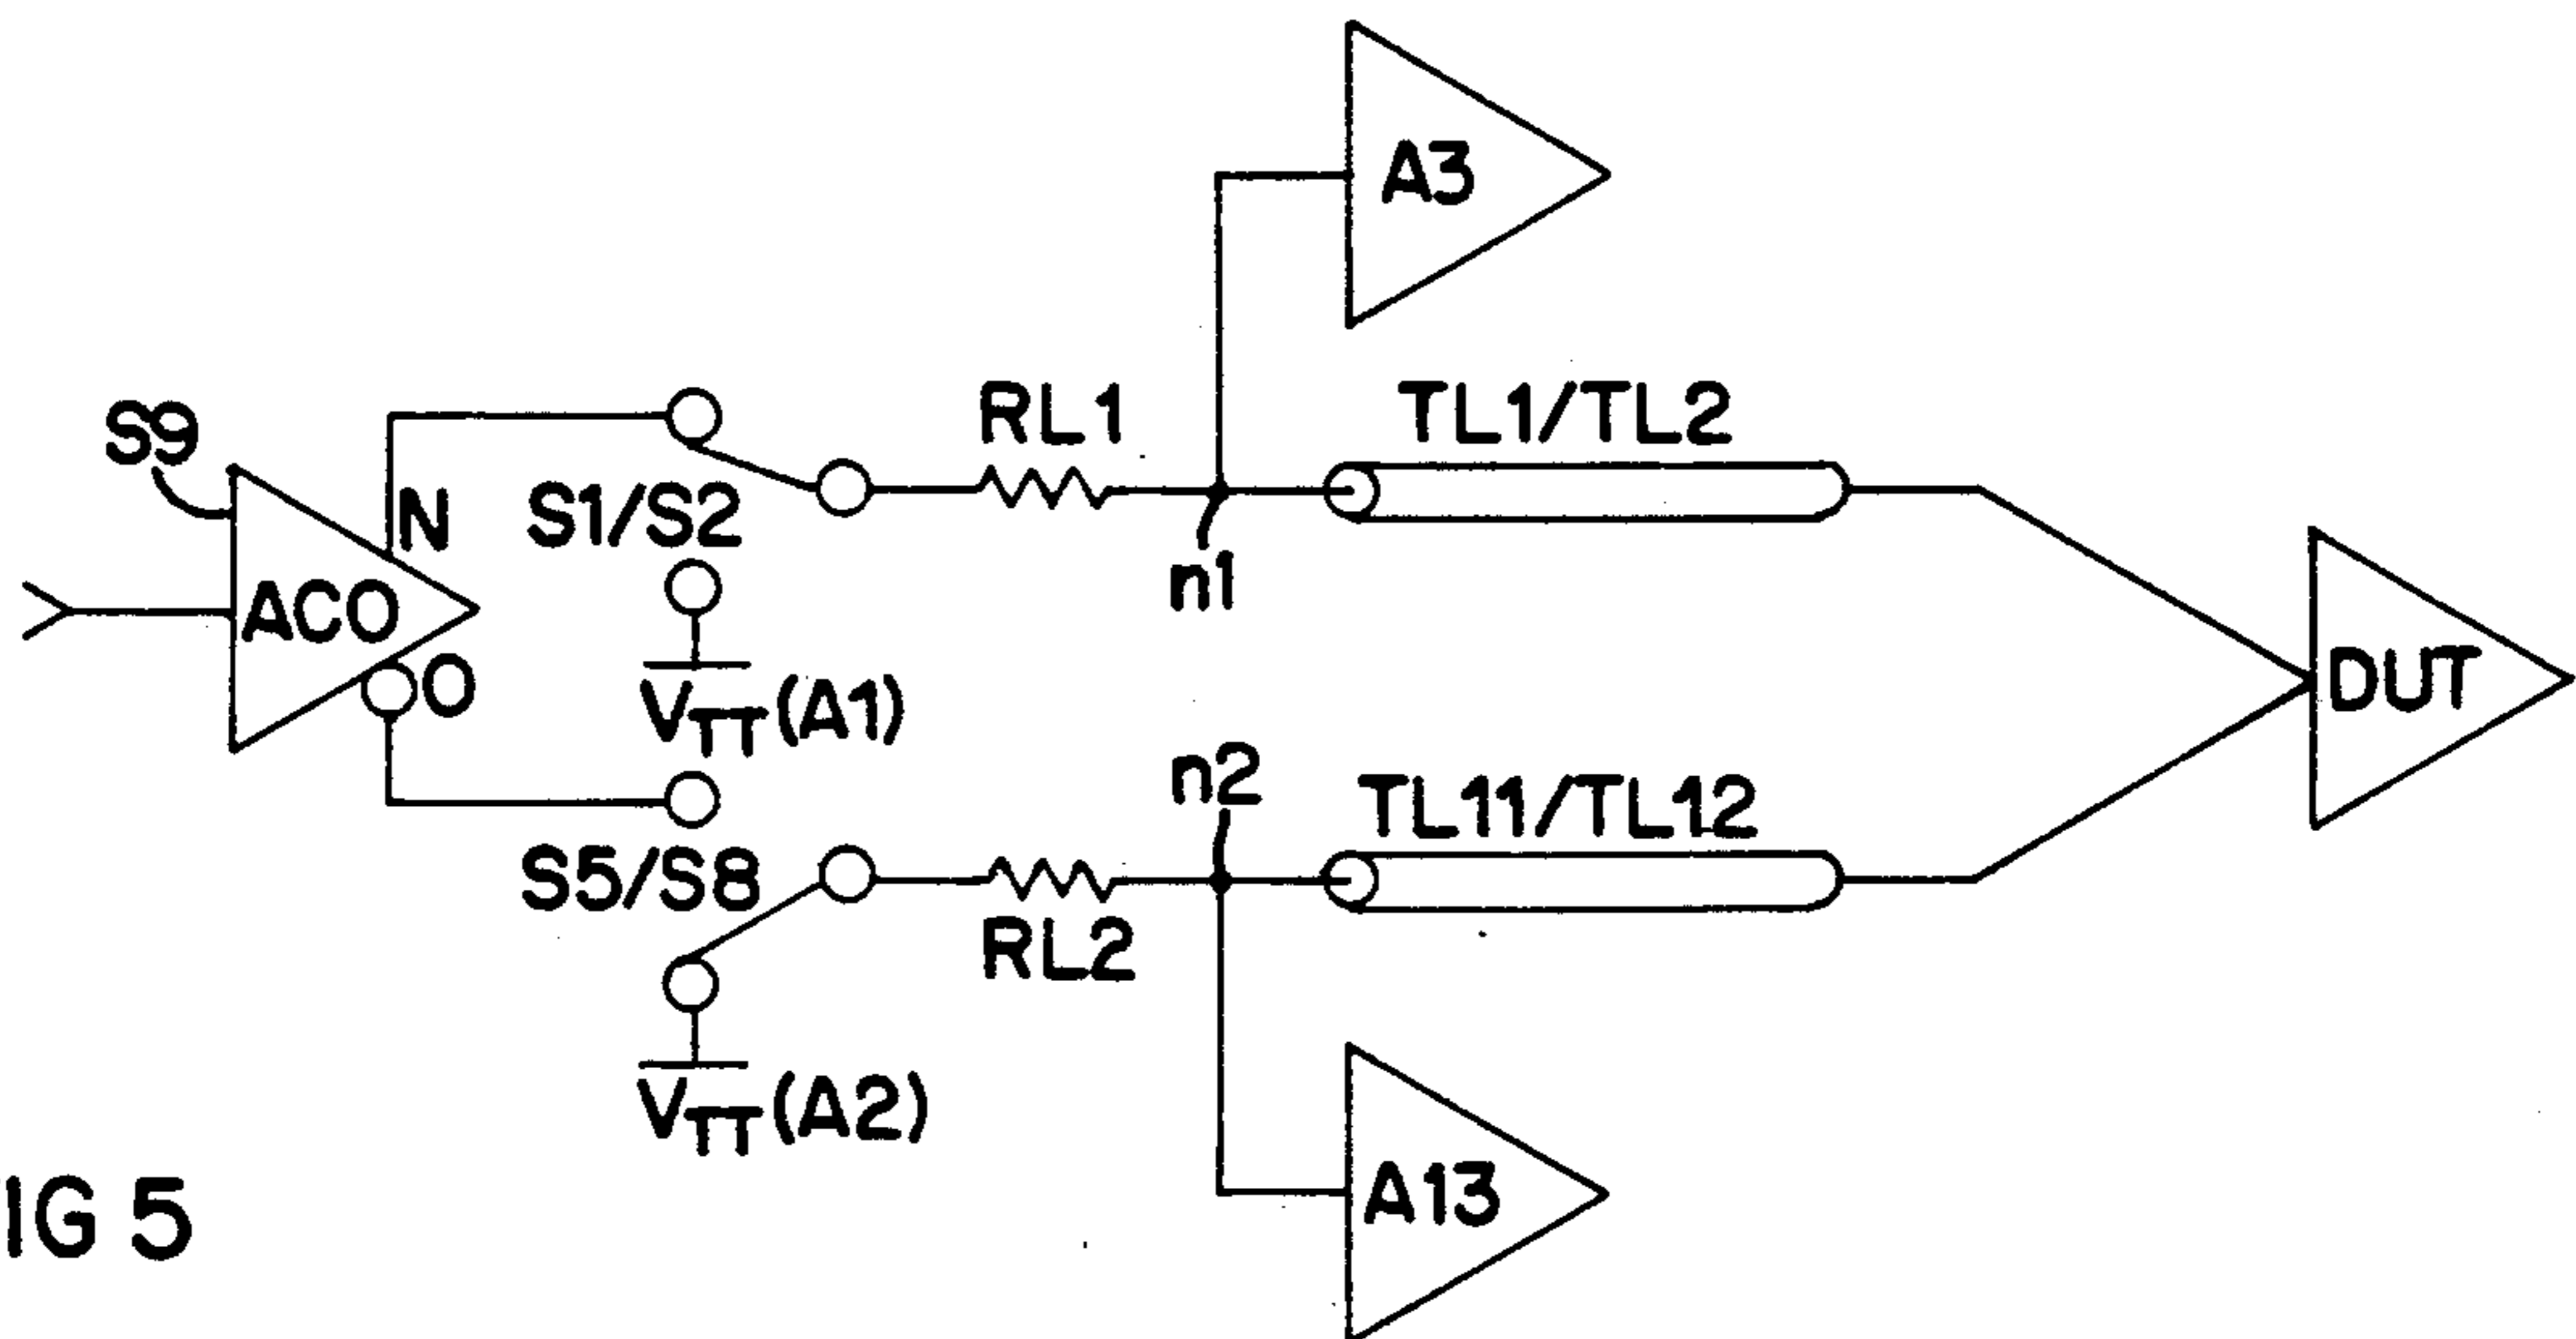 A3
S9
RL1
TL1/TL2
N
S1/S2
n1
ACO
O
DUT
VTT(A1)
n2
TL11/TL12
S5/S8
RL2
VTT(A2)
A13
IG 5